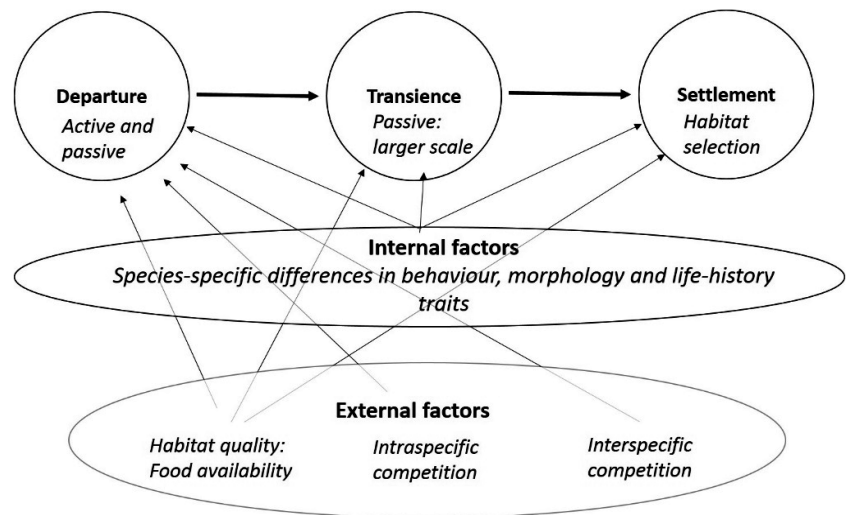 Departure
Active and
passive
Transience
Passive:
larger scale
Settlement
Habitat
selection
Internal factors
Species-specific differences in behaviour, morphology and life-history
traits
External factors
Habitat quality:
Food availability
Intraspecific
competition
Interspecific
competition